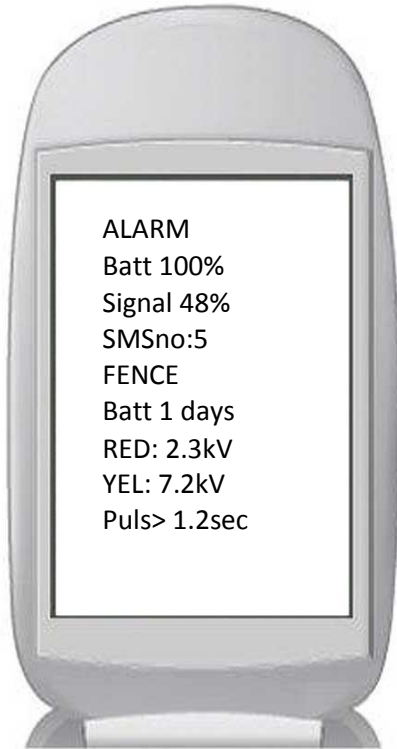 ALARM
Batt 100%
Signal 48%
SMSno:5
FENCE
Batt 1 days
RED: 2.3kV
YEL: 7.2kV
Puls> 1.2sec